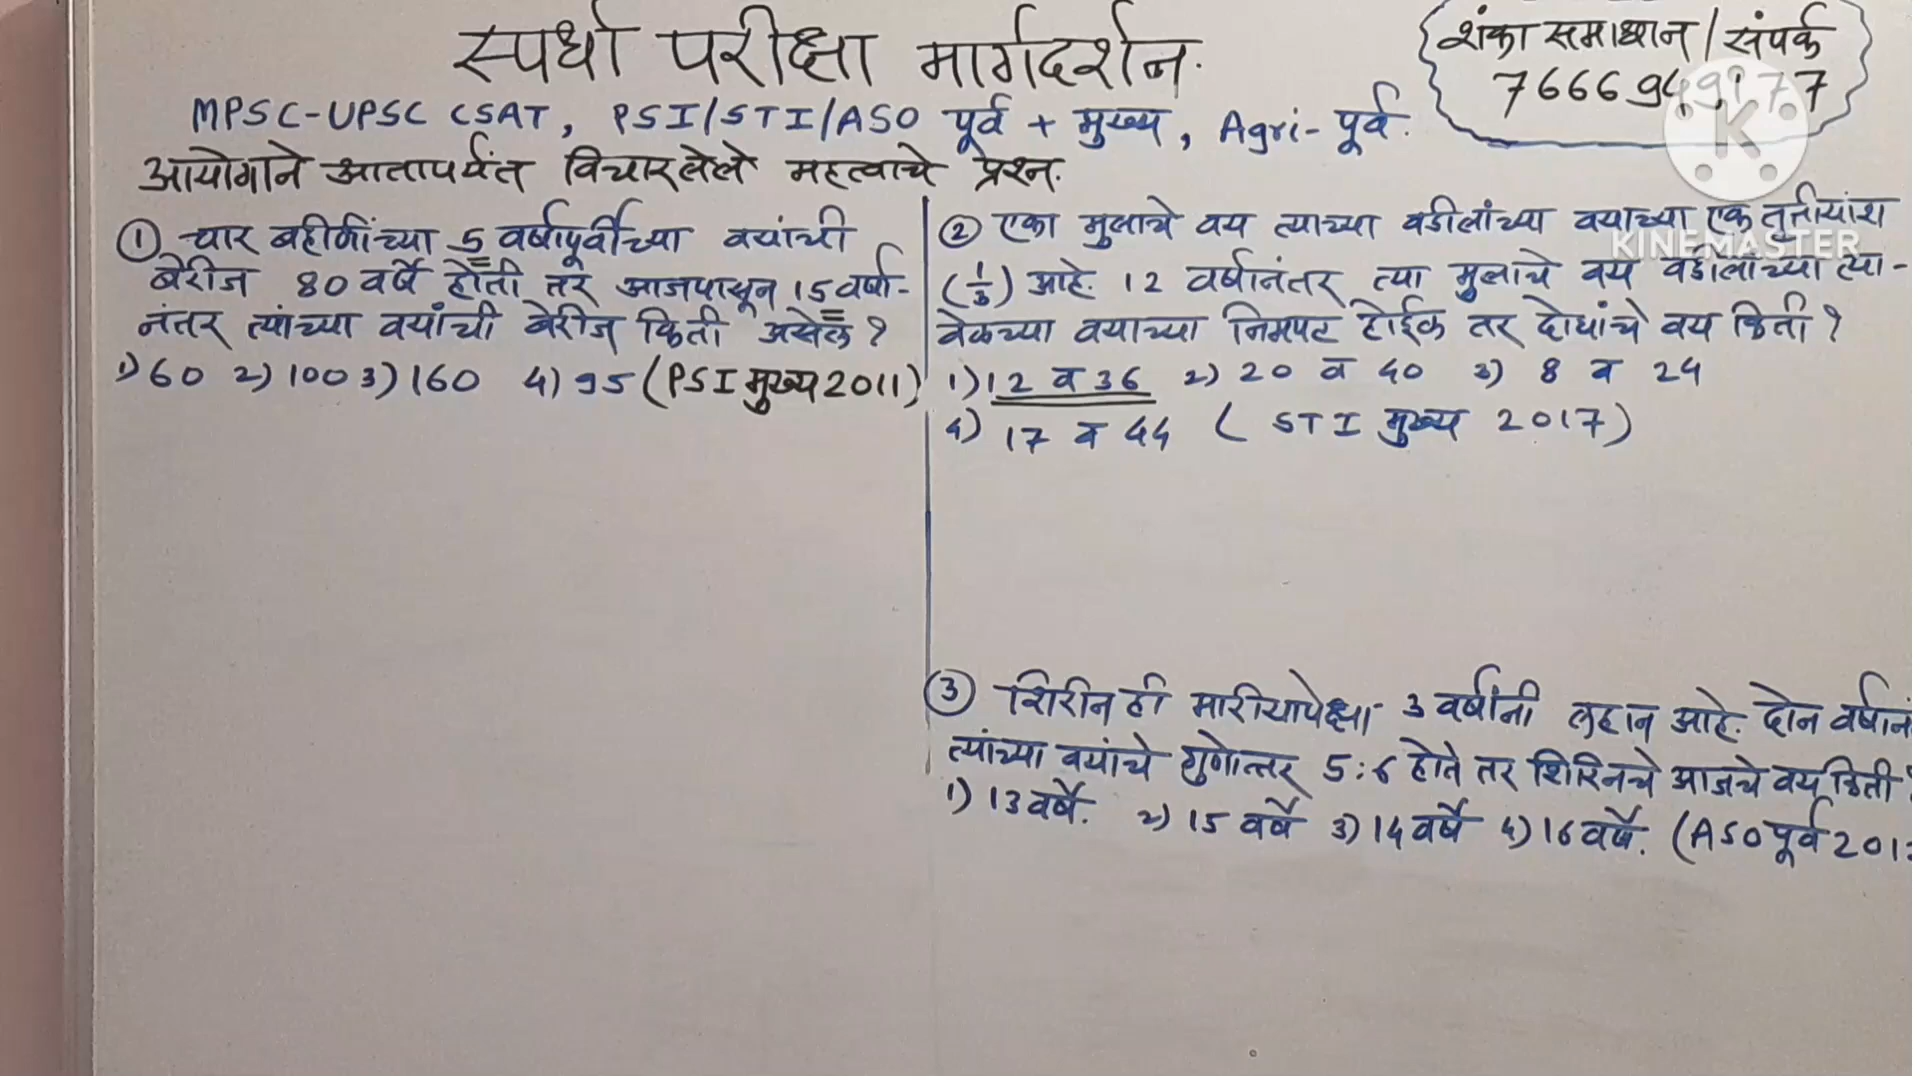 स्पर्धा परीक्षा मार्गदर्शन.
शंका समाधान / संपर्क
7666949177
MPSC-UPSC CSAT, PSI/STI/ASO पूर्व + मुख्य, Agri-पूर्व.
आयोगाने आतापर्यंत विचारलेले महत्वाचे प्रश्न.
① चार बहीणींच्या 5 वर्षापूर्वीच्या वयांची
बेरीज 80 वर्षे होती तर आजपासून 15 वर्षा-
नंतर त्यांच्या वयांची बेरीज किती असेल ?
1) 60 2) 100 3) 160 4) 95 (PSI मुख्य 2011)
② एका मुलाचे वय त्याच्या वडीलांच्या वयाच्या एक तृतीयांश
(1/3) आहे. 12 वर्षानंतर त्या मुलाचे वय वडीलांच्या त्या-
वेळच्या वयाच्या निमपट होईल तर दोघांचे वय किती ?
1) 12 व 36 2) 20 व 40 3) 8 व 24
4) 17 व 44 ( STI मुख्य 2017)
③ शिरीन ही मारीयापेक्षा 3 वर्षांनी लहान आहे. दोन वर्षानं
त्यांच्या वयांचे गुणोत्तर 5:6 होते तर शिरिनचे आजचे वय किती ?
1) 13 वर्षे. 2) 15 वर्षे 3) 14 वर्षे 4) 16 वर्षे. (ASO पूर्व 201
KINEMASTER